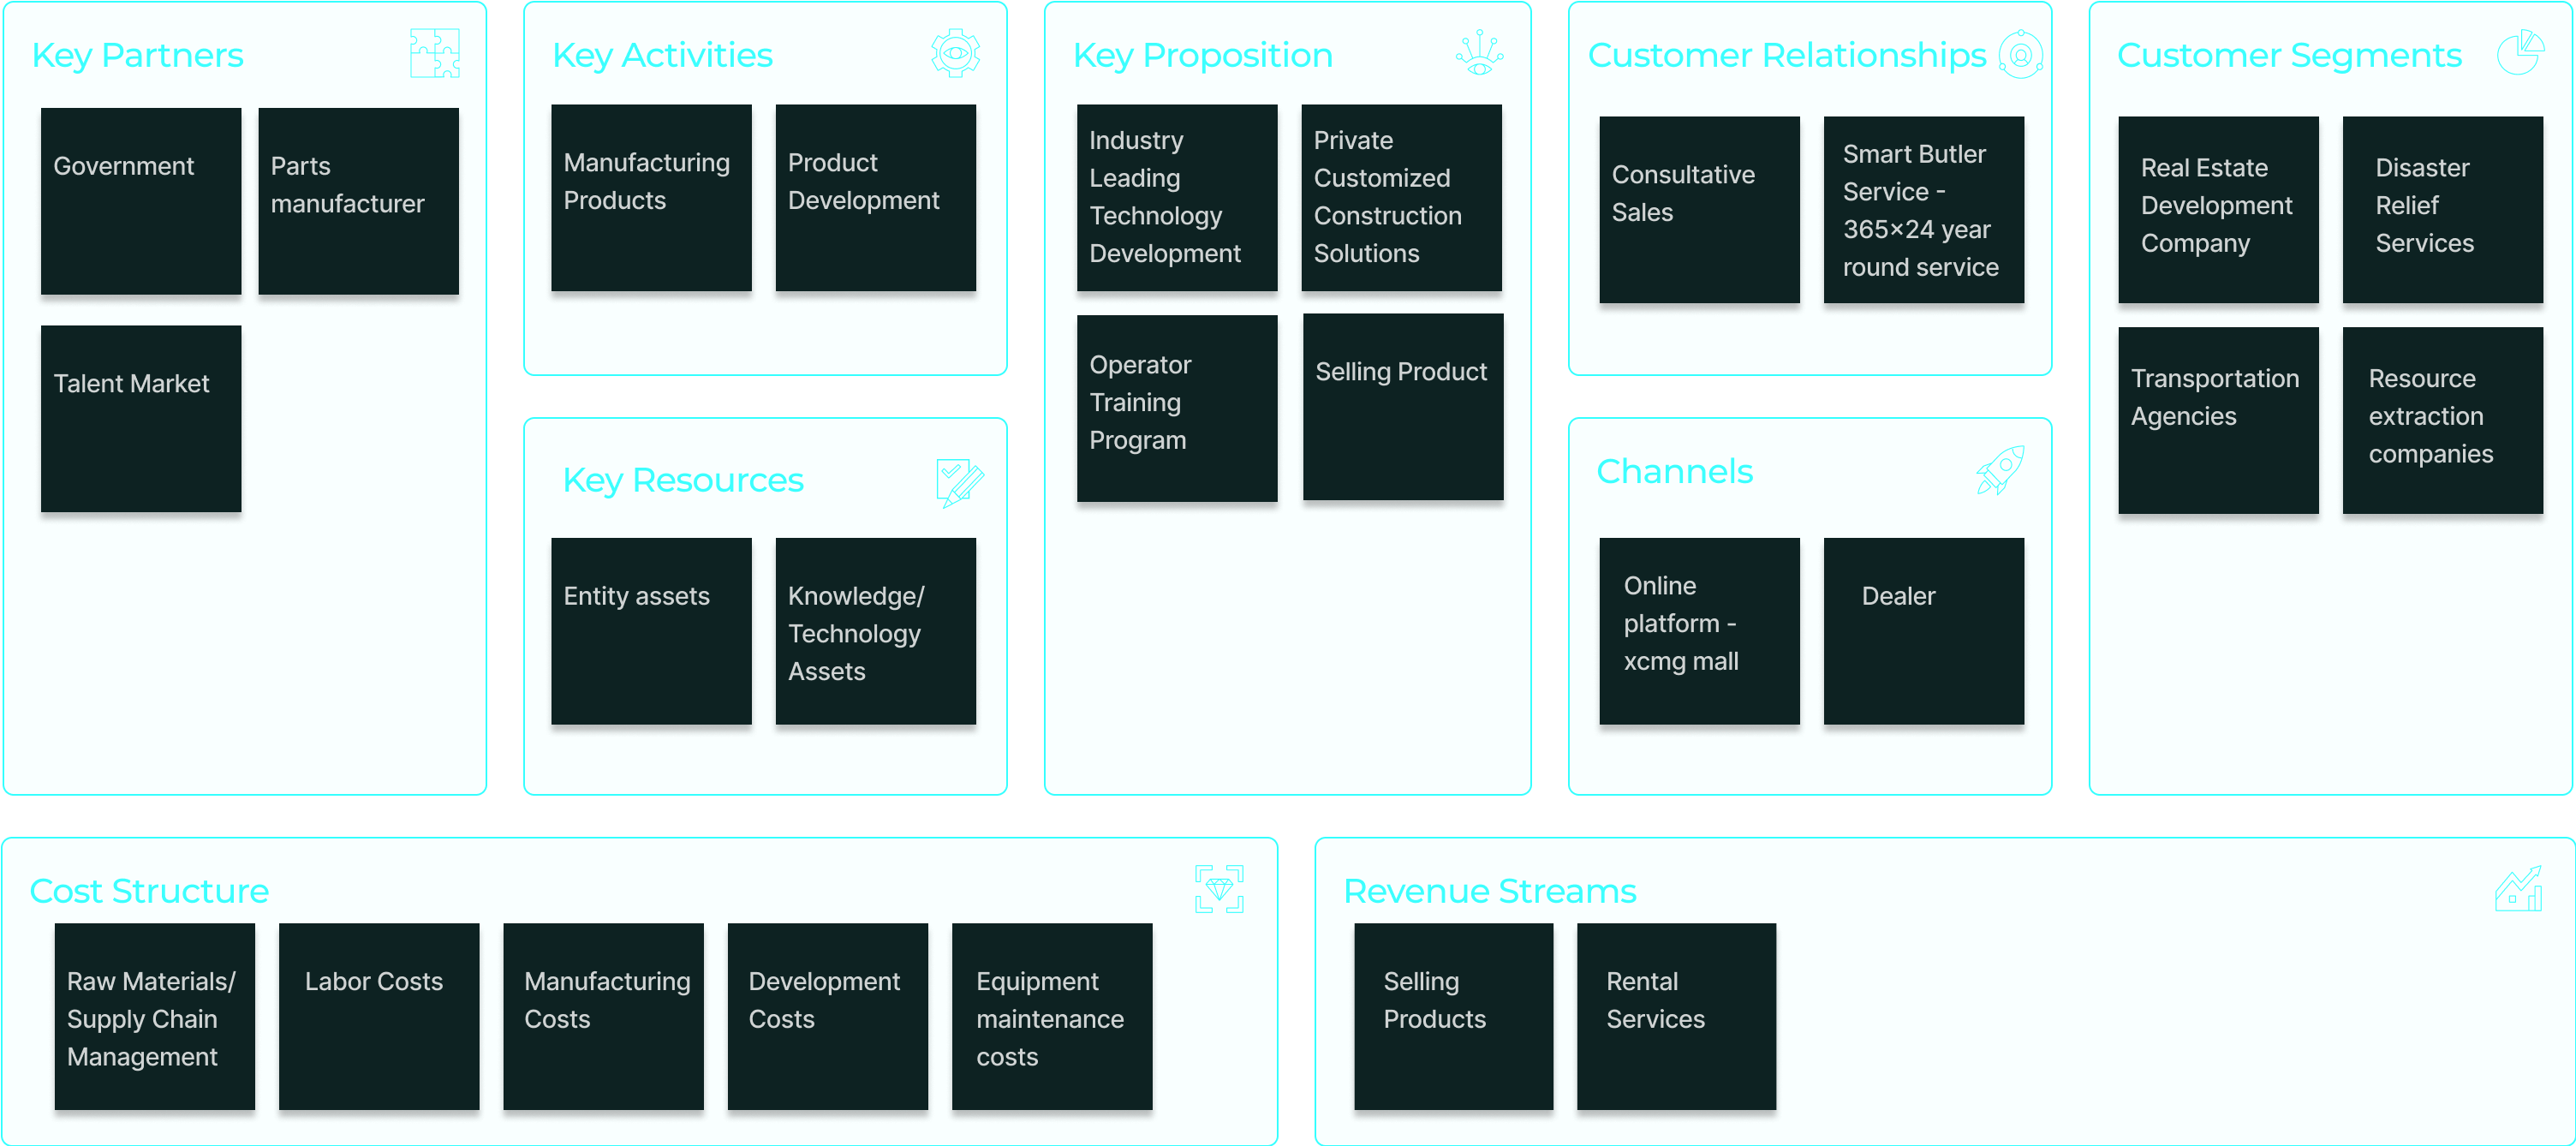 Key Partners
Government
Parts
manufacturer
Talent Market
Key Activities
Manufacturing
Products
Product
Development
Key Resources
Entity assets
Knowledge/
Technology
Assets
Key Proposition
Industry
Leading
Technology
Development
Private
Customized
Construction
Solutions
Operator
Training
Program
Selling Product
Customer Relationships
Consultative
Sales
Smart Butler
Service -
365×24 year
round service
Channels
Online
platform -
xcmg mall
Dealer
Customer Segments
Real Estate
Development
Company
Disaster
Relief
Services
Transportation
Agencies
Resource
extraction
companies
Cost Structure
Raw Materials/
Supply Chain
Management
Labor Costs
Manufacturing
Costs
Development
Costs
Equipment
maintenance
costs
Revenue Streams
Selling
Products
Rental
Services